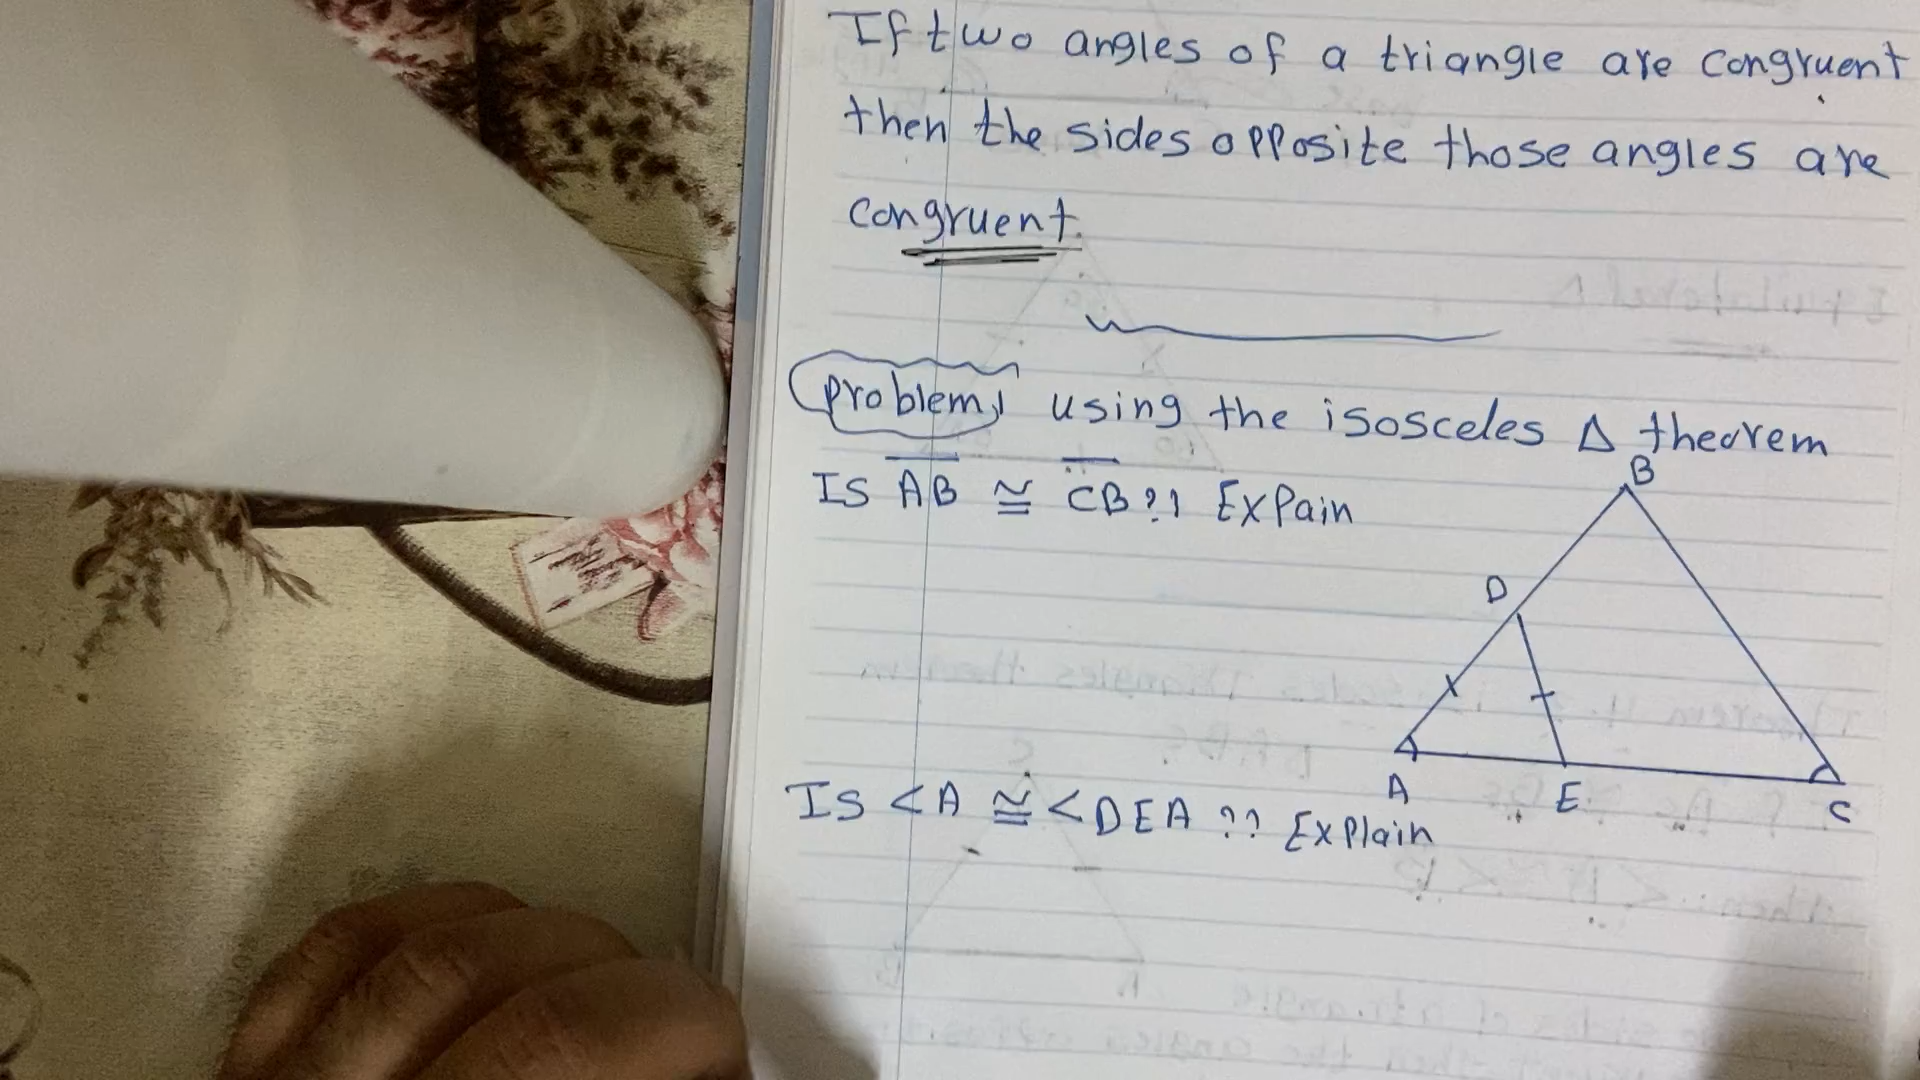 If two angles of a triangle are congruent
then the sides opposite those angles are
congruent.
problem, using the isosceles Δ theorem
Is AB ≅ CB?? ExPain
B
D
A
E
C
Is <A ≅ <DEA ?? Explain